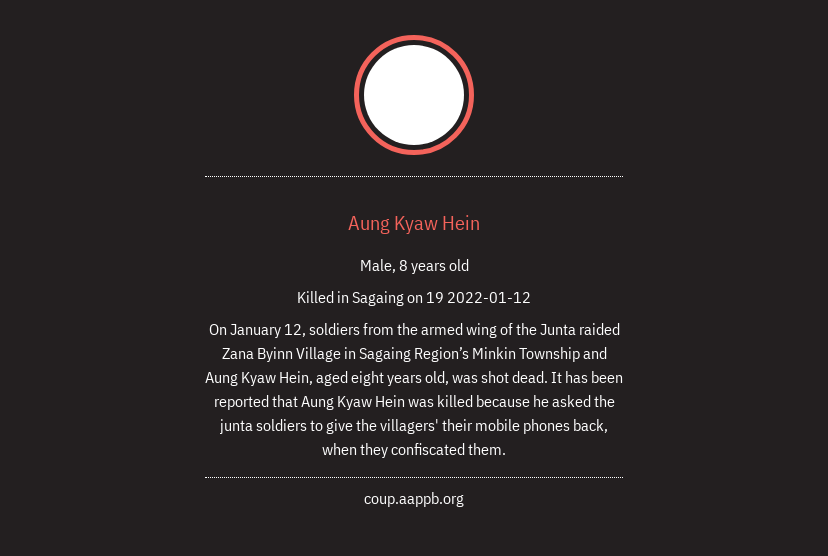 Aung Kyaw Hein
Male, 8 years old
Killed in Sagaing on 19 2022-01-12
On January 12, soldiers from the armed wing of the Junta raided
Zana Byinn Village in Sagaing Region’s Minkin Township and
Aung Kyaw Hein, aged eight years old, was shot dead. It has been
reported that Aung Kyaw Hein was killed because he asked the
junta soldiers to give the villagers' their mobile phones back,
when they confiscated them.
coup.aappb.org